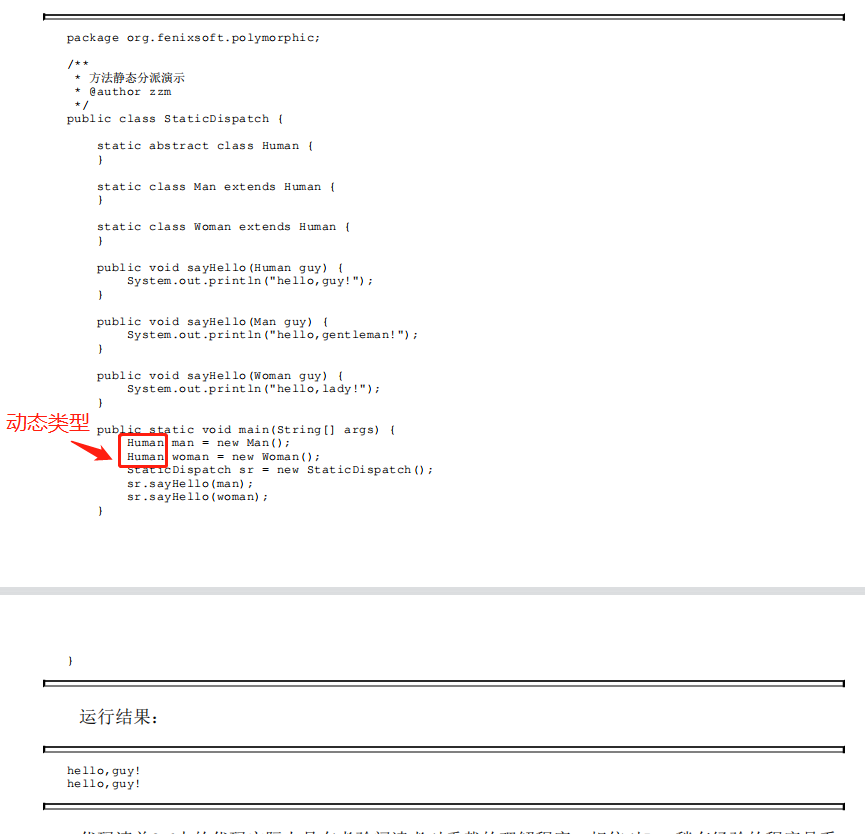 package org.fenixsoft.polymorphic;
/**
 * 方法静态分派演示
 * @author zzm
 */
public class StaticDispatch {
    static abstract class Human {
    }
    static class Man extends Human {
    }
    static class Woman extends Human {
    }
    public void sayHello(Human guy) {
        System.out.println("hello,guy!");
    }
    public void sayHello(Man guy) {
        System.out.println("hello,gentleman!");
    }
    public void sayHello(Woman guy) {
        System.out.println("hello,lady!");
    }
动态类型
    public static void main(String[] args) {
        Human man = new Man();
        Human woman = new Woman();
        StaticDispatch sr = new StaticDispatch();
        sr.sayHello(man);
        sr.sayHello(woman);
    }
}
运行结果：
hello,guy!
hello,guy!